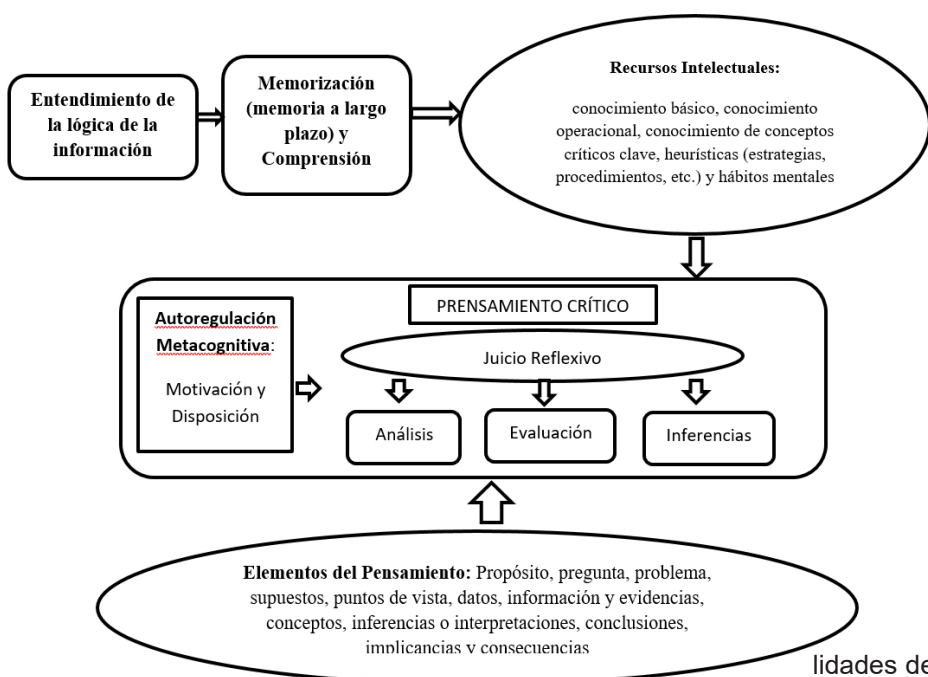 Entendimiento de
la lógica de la
información
Memorización
(memoria a largo
plazo) y
Comprensión
Recursos Intelectuales:
conocimiento básico, conocimiento
operacional, conocimiento de conceptos
críticos clave, heurísticas (estrategias,
procedimientos, etc.) y hábitos mentales
PRENSAMIENTO CRÍTICO
Autoregulación
Metacognitiva:
Motivación y
Disposición
Juicio Reflexivo
Análisis
Evaluación
Inferencias
Elementos del Pensamiento: Propósito, pregunta, problema,
supuestos, puntos de vista, datos, información y evidencias,
conceptos, inferencias o interpretaciones, conclusiones,
implicancias y consecuencias
lidades de